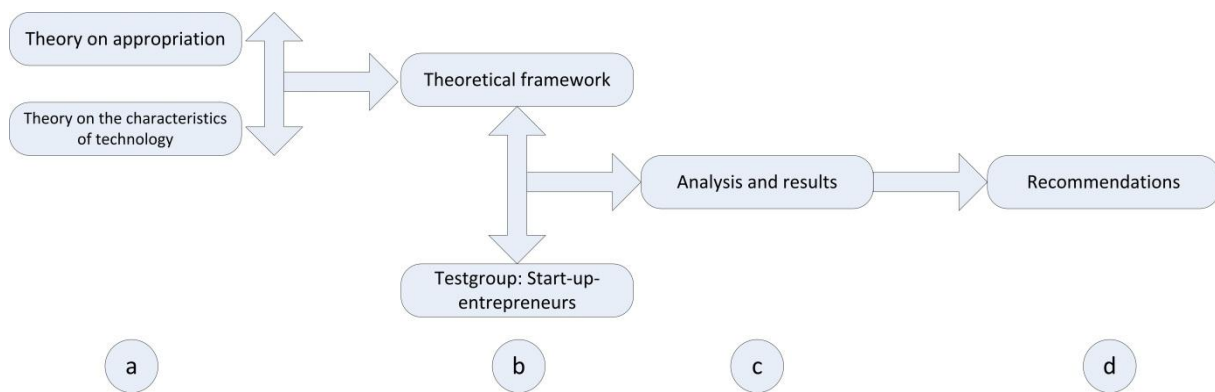 Theory on appropriation
Theory on the characteristics
of technology
Theoretical framework
Testgroup: Start-up-
entrepreneurs
Analysis and results
Recommendations
a
b
c
d